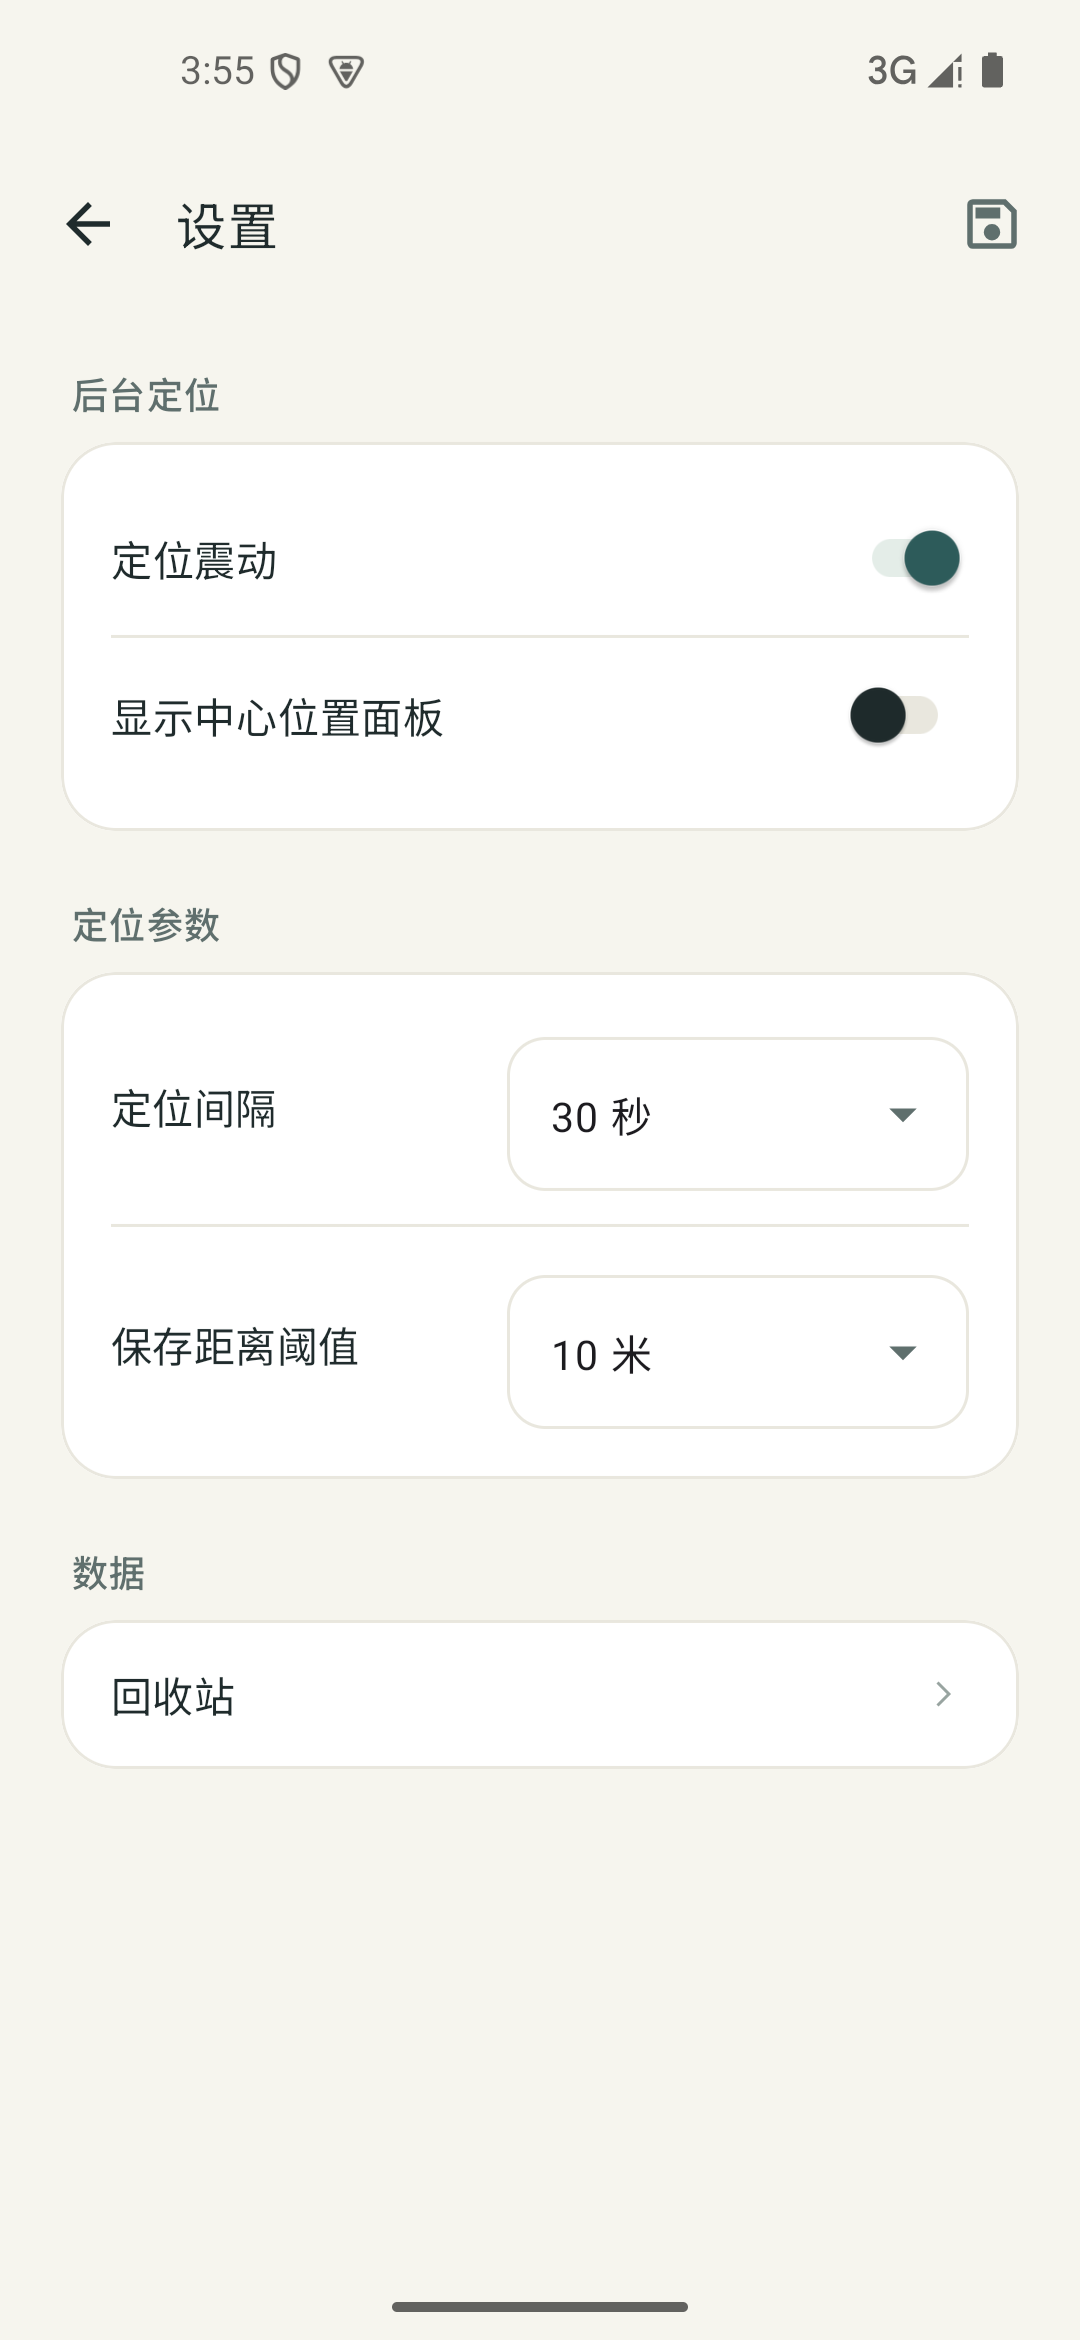 3:55
3G
设置
后台定位
定位震动
显示中心位置面板
定位参数
定位间隔
30 秒
保存距离阈值
10 米
数据
回收站